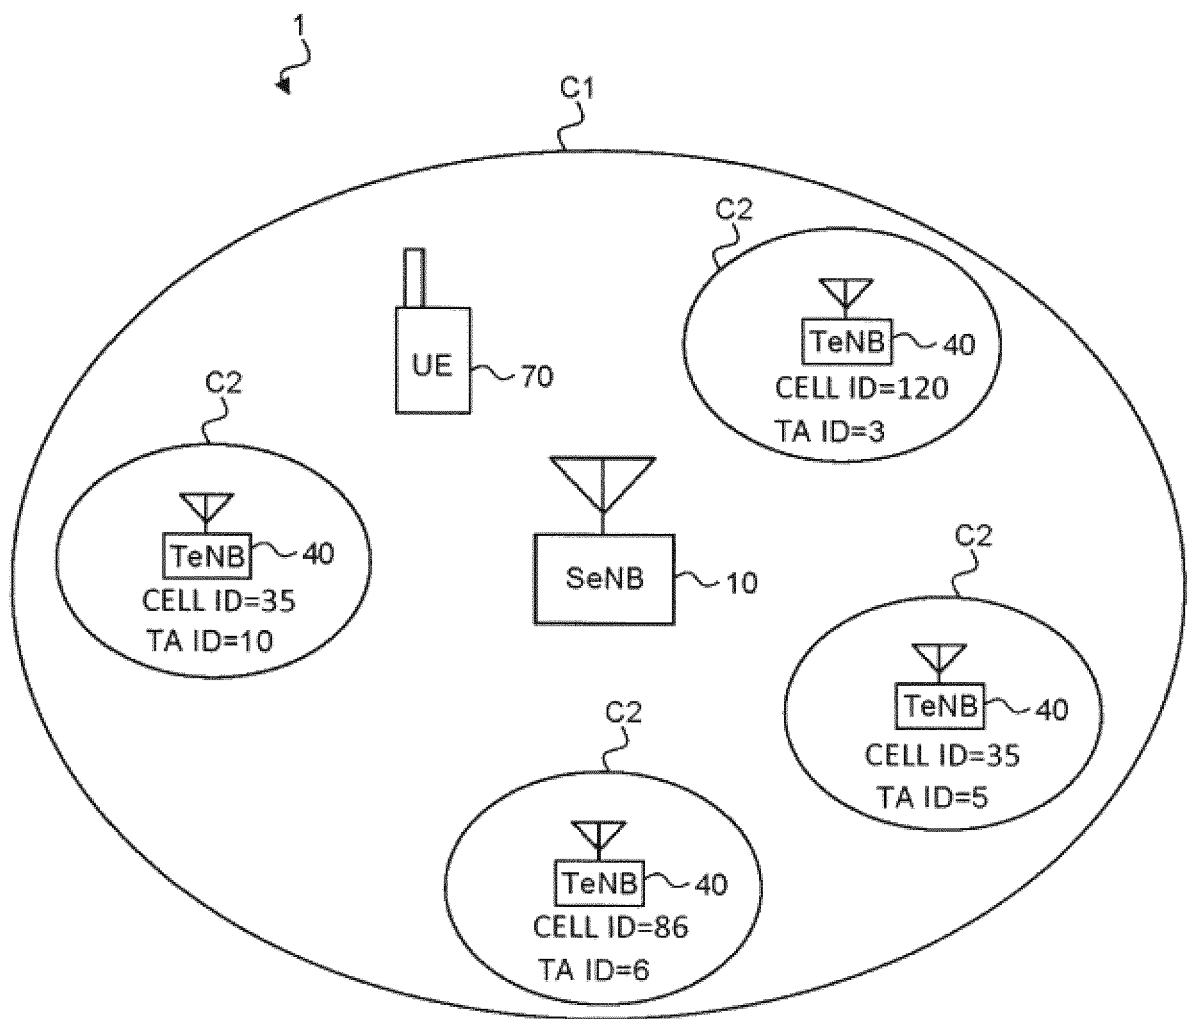 1
C1
C2
TeNB
40
CELL ID=120
TA ID=3
UE
70
C2
TeNB
40
CELL ID=35
TA ID=10
SeNB
10
C2
TeNB
40
CELL ID=35
TA ID=5
C2
TeNB
40
CELL ID=86
TA ID=6